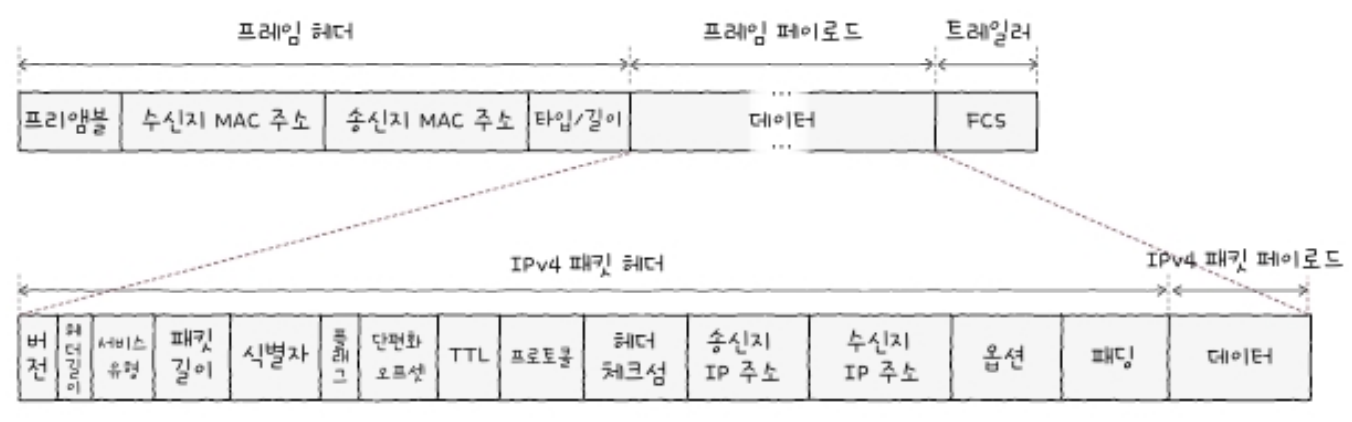 프레임 헤더
프레임 페이로드
트레일러
프리앰블
수신지 MAC 주소
송신지 MAC 주소
타입/길이
...
데이터
...
FCS
IPv4 패킷 헤더
IPv4 패킷 페이로드
버
전
헤
더
길
이
서비스
유형
패킷
길이
식별자
플
래
그
단편화
오프셋
TTL
프로토콜
헤더
체크섬
송신지
IP 주소
수신지
IP 주소
옵션
패딩
데이터